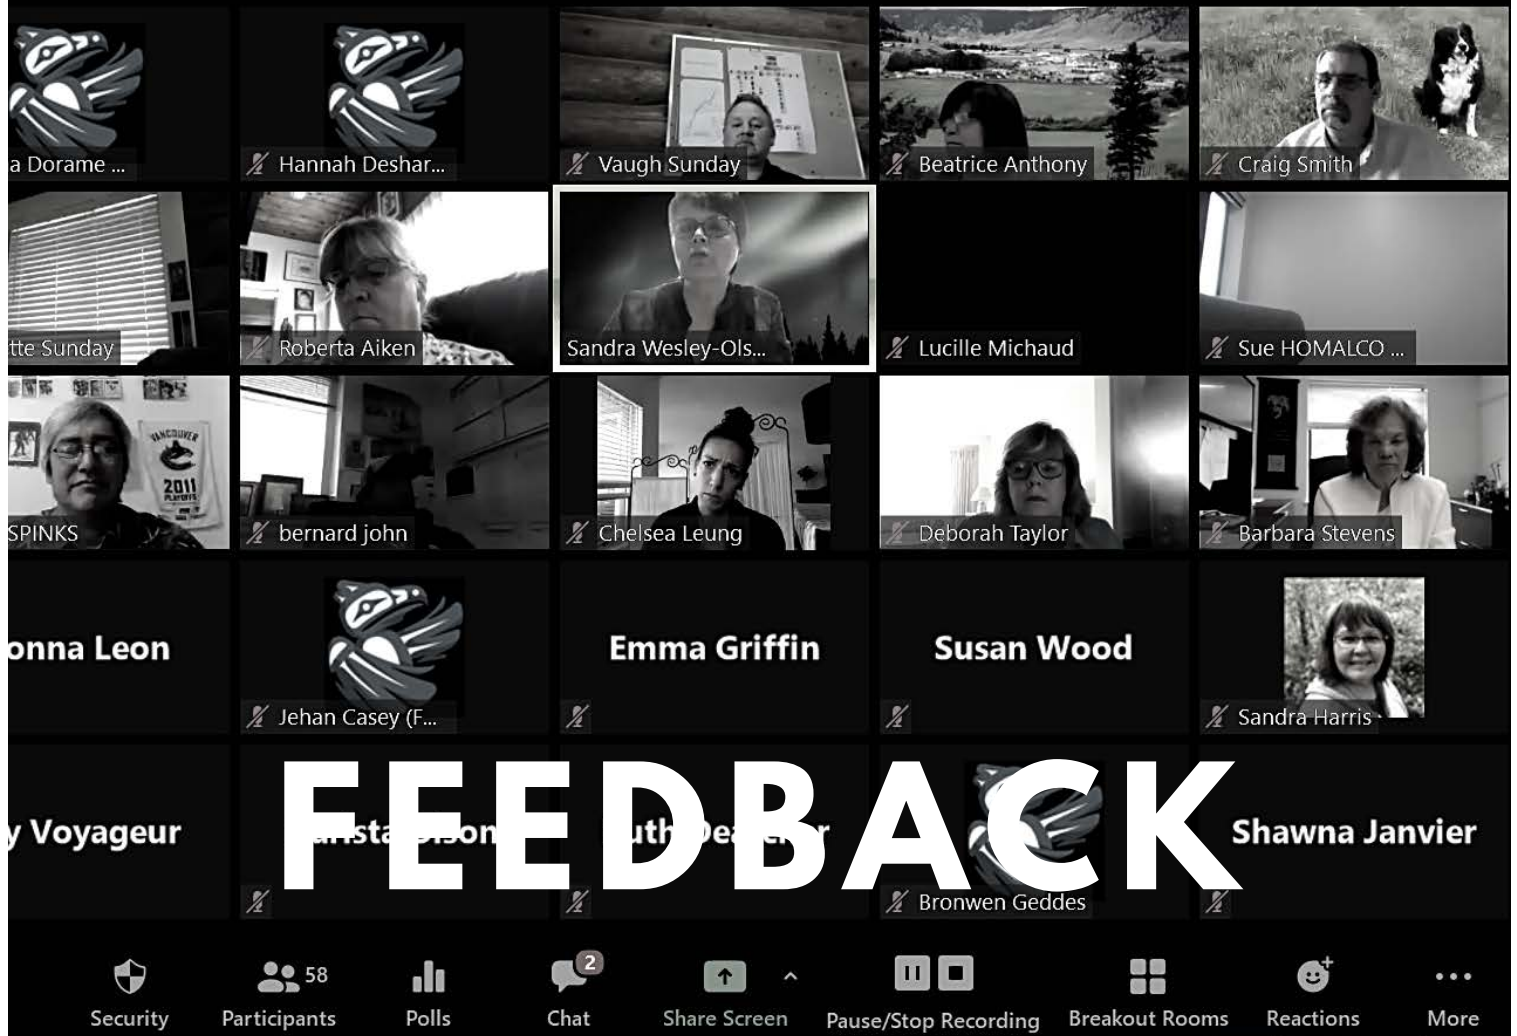 a Dorame ...
Hannah Deshar...
Vaugh Sunday
Beatrice Anthony
Craig Smith
tte Sunday
Roberta Aiken
Sandra Wesley-Ols...
Lucille Michaud
Sue HOMALCO ...
VANCOUVER
2011
PLAYOFFS
SPINKS
bernard john
Chelsea Leung
Deborah Taylor
Barbara Stevens
onna Leon
Jehan Casey (F...
Emma Griffin
Susan Wood
Sandra Harris
y Voyageur
FEEDBACK
Shawna Janvier
Bronwen Geddes
58
2
Security
Participants
Polls
Chat
Share Screen
Pause/Stop Recording
Breakout Rooms
Reactions
More